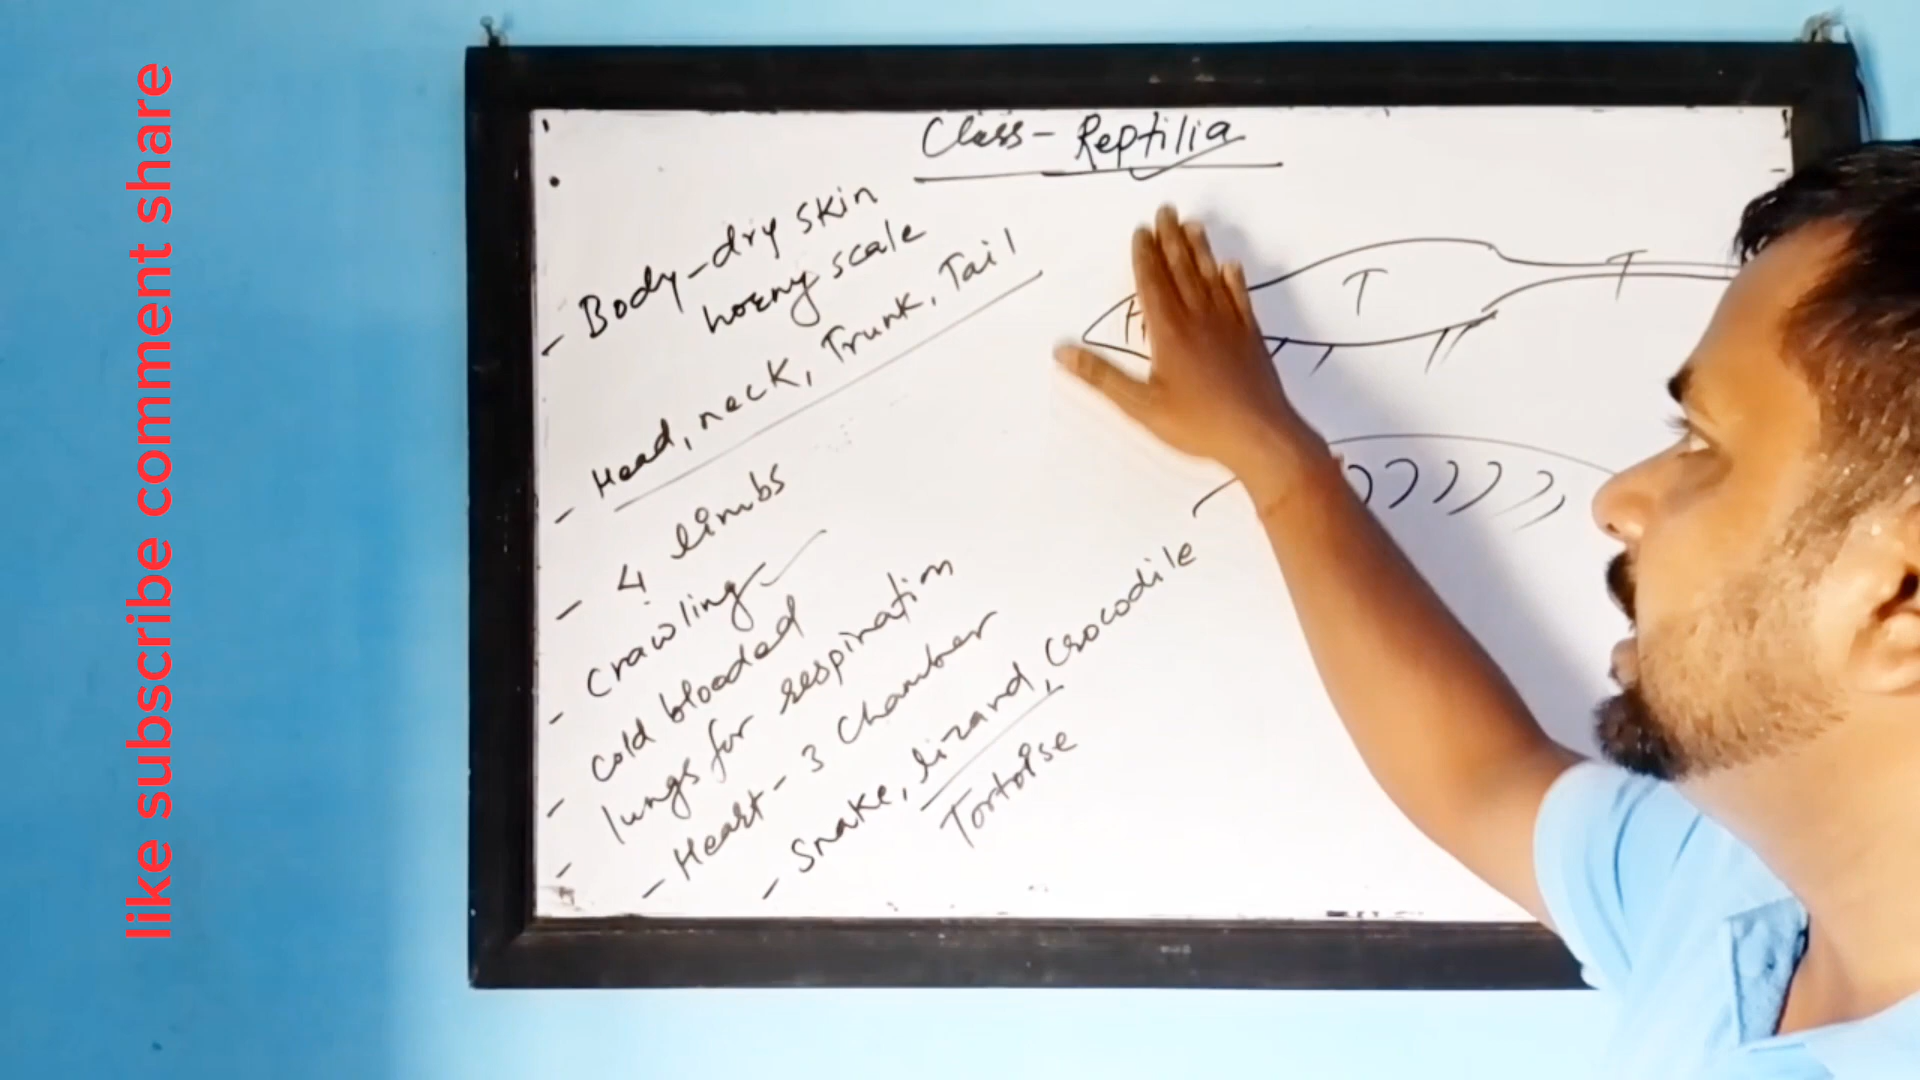 like subscribe comment share
Class - Reptilia
- Body - dry skin
horny scale
- Head, neck, Trunk, Tail
- 4 limbs
- crawling
- cold blooded
- lungs for respiration
- Heart - 3 Chamber
- Snake, lizard, Crocodile
Tortoise
H
T
T